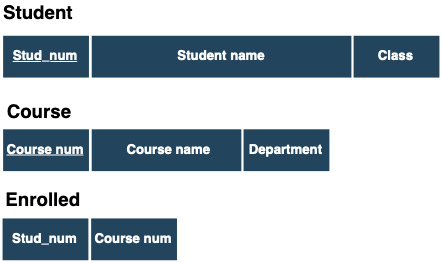 Student
Stud_num Student name Class
Course
Course num Course name Department
Enrolled
Stud_num Course num